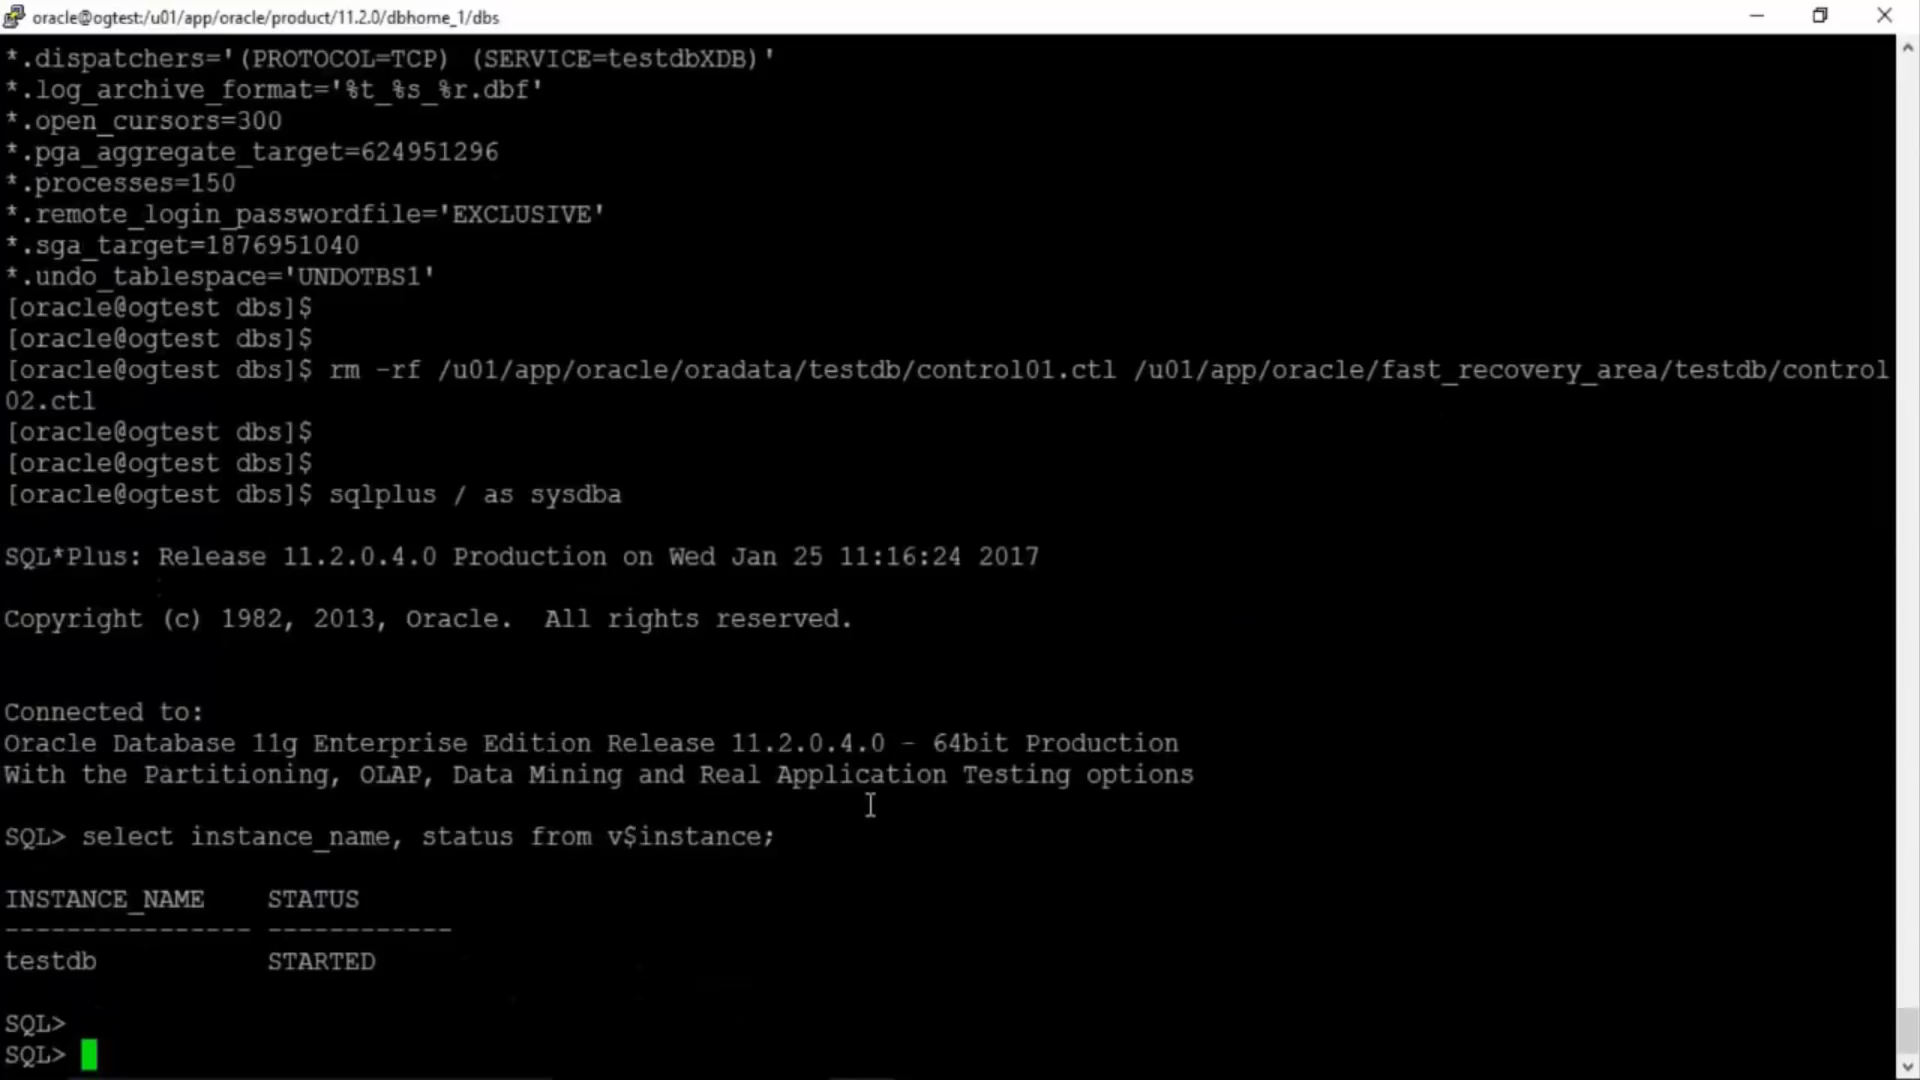 oracle@ogtest:/u01/app/oracle/product/11.2.0/dbhome_1/dbs
*.dispatchers='(PROTOCOL=TCP) (SERVICE=testdbXDB)'
*.log_archive_format='%t_%s_%r.dbf'
*.open_cursors=300
*.pga_aggregate_target=624951296
*.processes=150
*.remote_login_passwordfile='EXCLUSIVE'
*.sga_target=1876951040
*.undo_tablespace='UNDOTBS1'
[oracle@ogtest dbs]$
[oracle@ogtest dbs]$
[oracle@ogtest dbs]$ rm -rf /u01/app/oracle/oradata/testdb/control01.ctl /u01/app/oracle/fast_recovery_area/testdb/control
02.ctl
[oracle@ogtest dbs]$
[oracle@ogtest dbs]$
[oracle@ogtest dbs]$ sqlplus / as sysdba
SQL*Plus: Release 11.2.0.4.0 Production on Wed Jan 25 11:16:24 2017
Copyright (c) 1982, 2013, Oracle.  All rights reserved.
Connected to:
Oracle Database 11g Enterprise Edition Release 11.2.0.4.0 - 64bit Production
With the Partitioning, OLAP, Data Mining and Real Application Testing options
SQL> select instance_name, status from v$instance;
INSTANCE_NAME    STATUS
---------------- ------------
testdb           STARTED
SQL>
SQL>